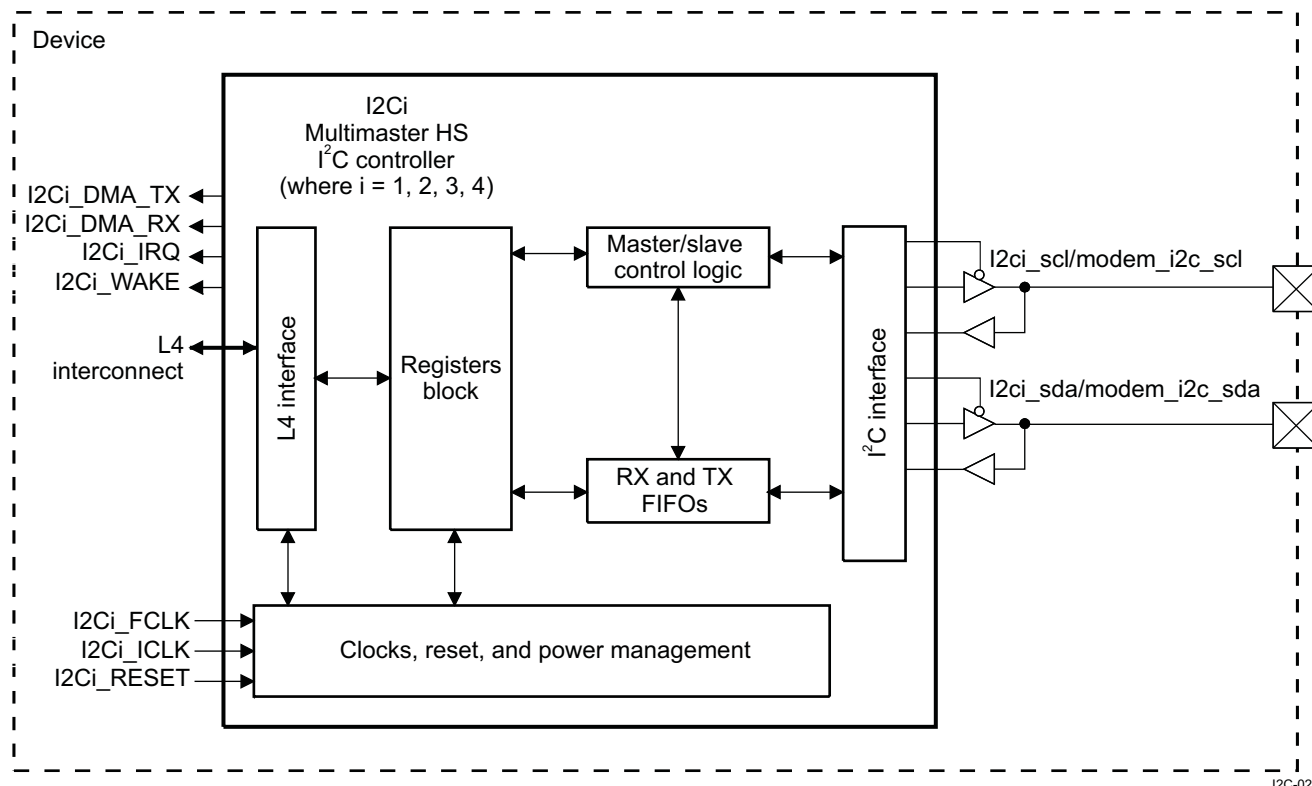 Device
I2Ci
Multimaster HS
I²C controller
(where i = 1, 2, 3, 4)
I2Ci_DMA_TX
I2Ci_DMA_RX
I2Ci_IRQ
I2Ci_WAKE
L4
interconnect
L4 interface
Registers
block
Master/slave
control logic
RX and TX
FIFOs
I²C interface
I2Ci_scl/modem_i2c_scl
I2Ci_sda/modem_i2c_sda
I2Ci_FCLK
I2Ci_ICLK
I2Ci_RESET
Clocks, reset, and power management
I2C-02